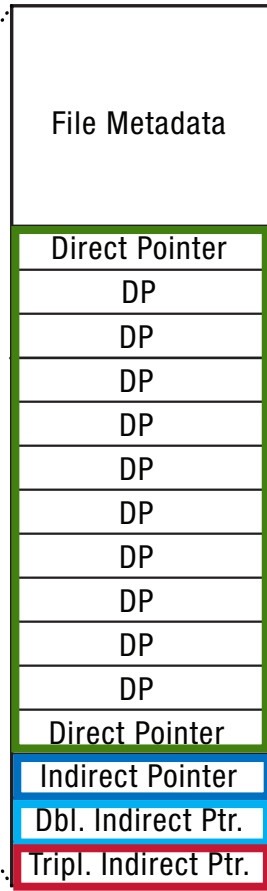 File Metadata
Direct Pointer
DP
DP
DP
DP
DP
DP
DP
DP
DP
DP
Direct Pointer
Indirect Pointer
Dbl. Indirect Ptr.
Tripl. Indirect Ptr.